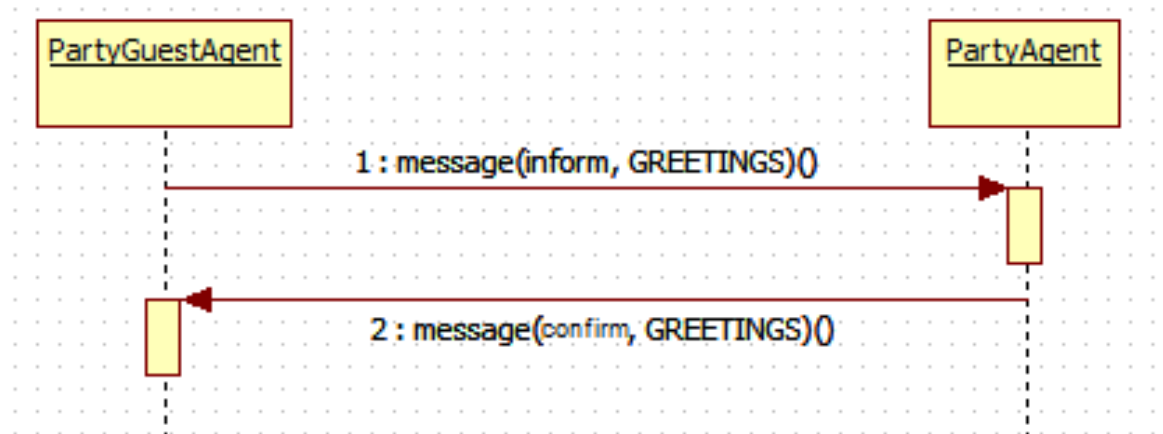 PartyGuestAgent
PartyAgent
1 : message(inform, GREETINGS)()
2 : message(confirm, GREETINGS)()